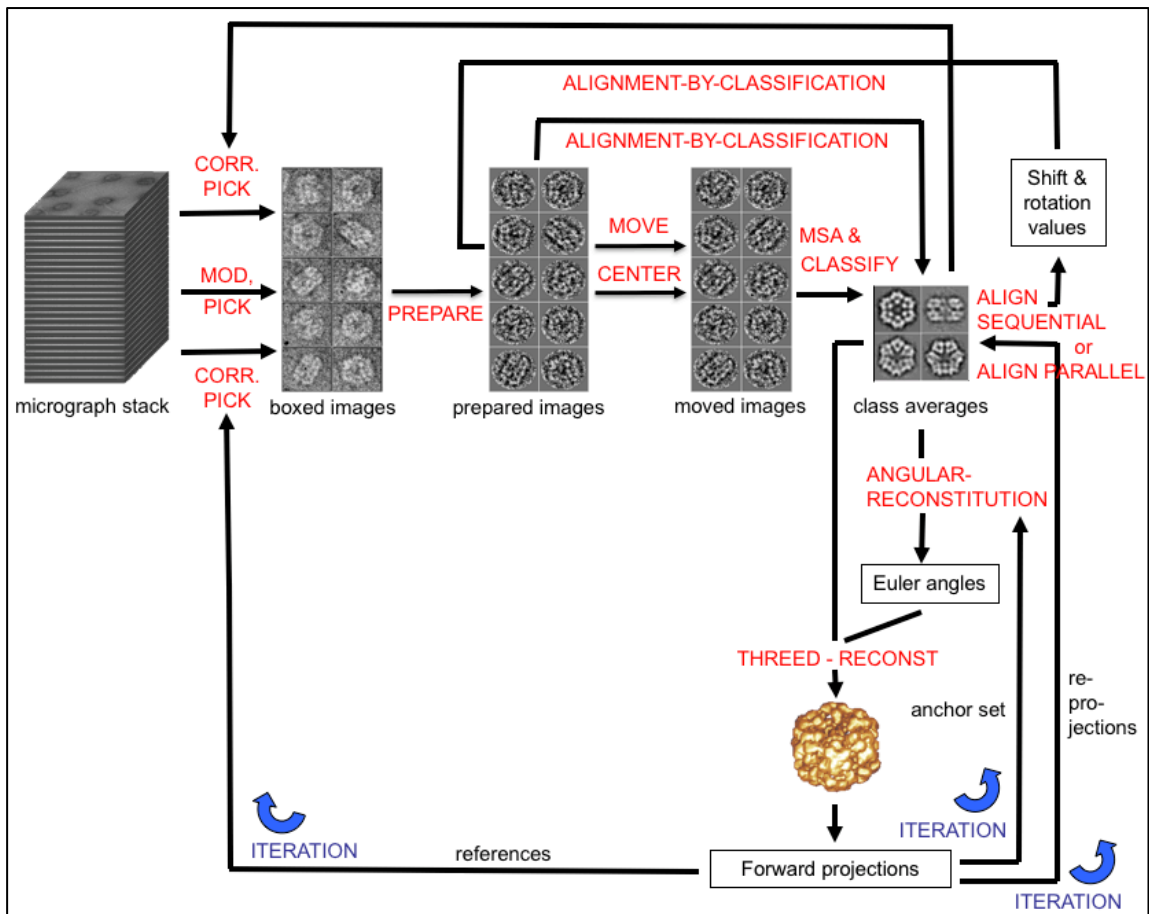 ALIGNMENT-BY-CLASSIFICATION
ALIGNMENT-BY-CLASSIFICATION
CORR.
PICK
MOD,
PICK
CORR.
PICK
PREPARE
MOVE
CENTER
MSA &
CLASSIFY
Shift &
rotation
values
ALIGN
SEQUENTIAL
or
ALIGN PARALLEL
micrograph stack
boxed images
prepared images
moved images
class averages
ANGULAR-
RECONSTITUTION
Euler angles
THREED - RECONST
anchor set
re-
pro-
jections
ITERATION
ITERATION
references
Forward projections
ITERATION